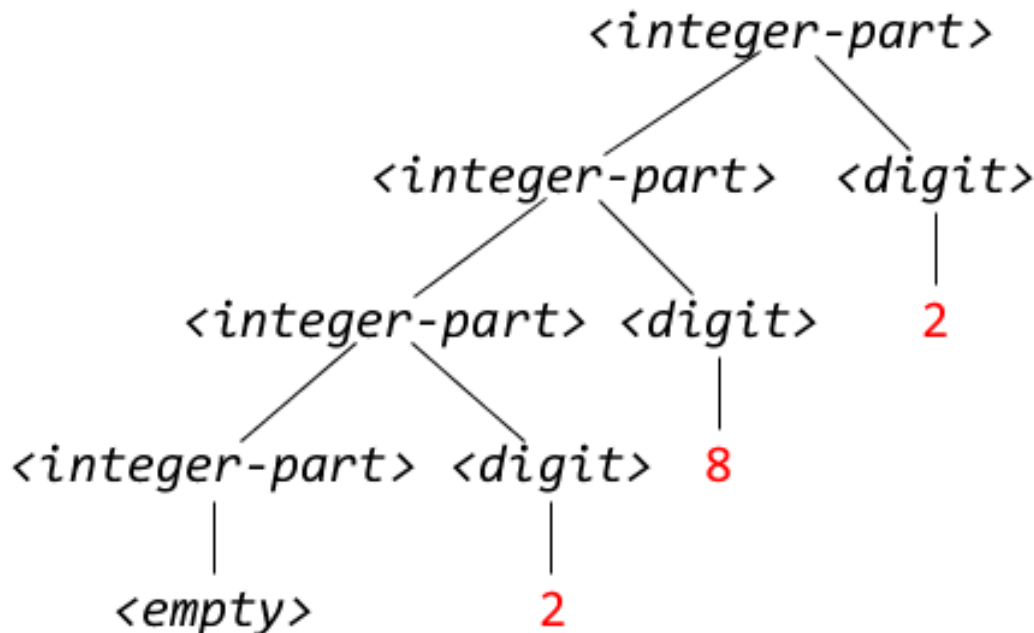 <integer-part>
<integer-part> <digit>
<integer-part> <digit> 2
<integer-part> <digit> 8
<empty> 2